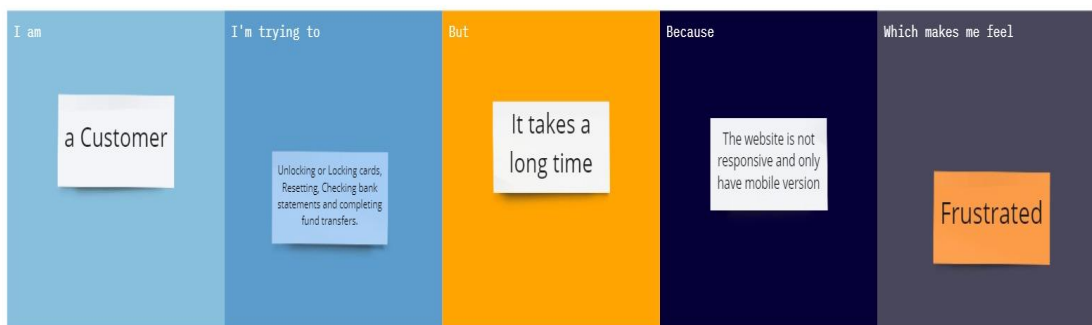 I am
a Customer
I'm trying to
Unlocking or Locking cards,
Resetting, Checking bank
statements and completing
fund transfers.
But
It takes a
long time
Because
The website is not
responsive and only
have mobile version
Which makes me feel
Frustrated